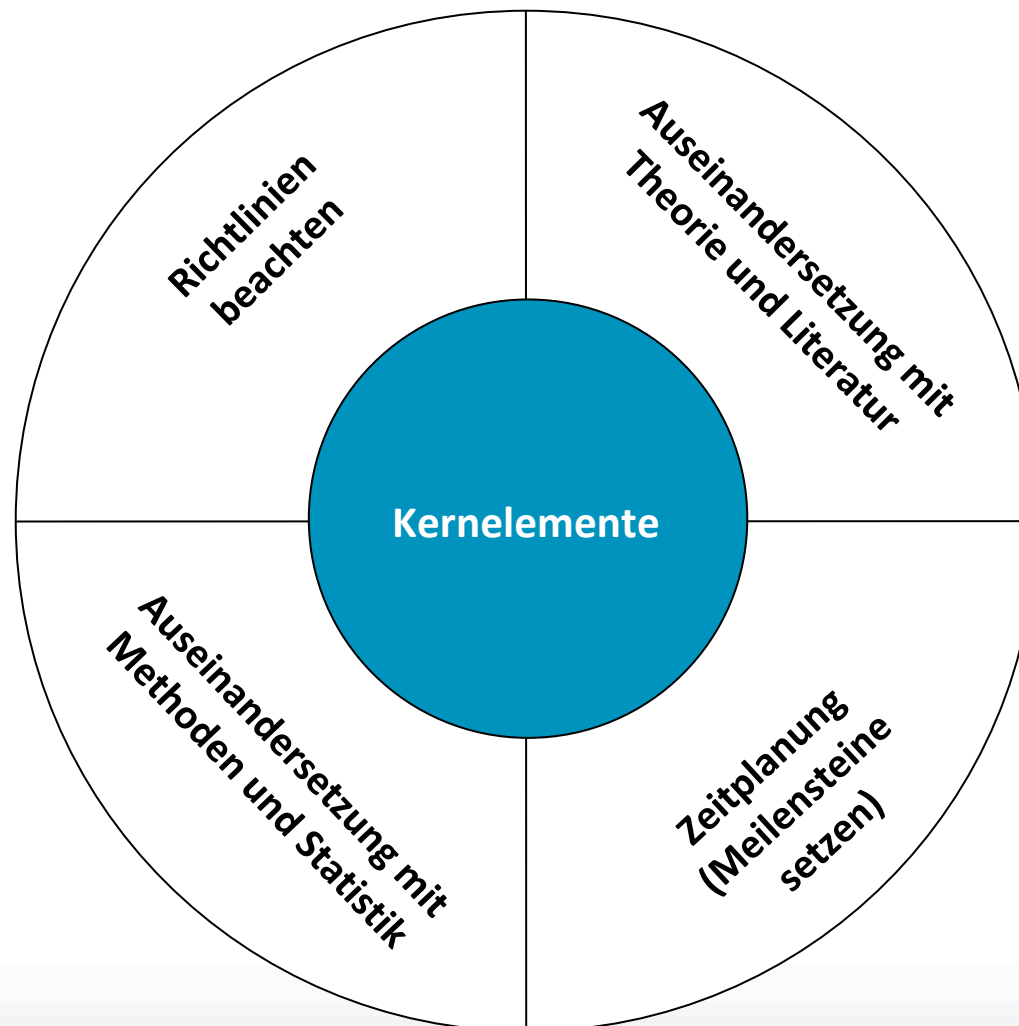 Richtlinien
beachten
Auseinandersetzung mit
Theorie und Literatur
Kernelemente
Auseinandersetzung mit
Methoden und Statistik
Zeitplanung
(Meilensteine
setzen)